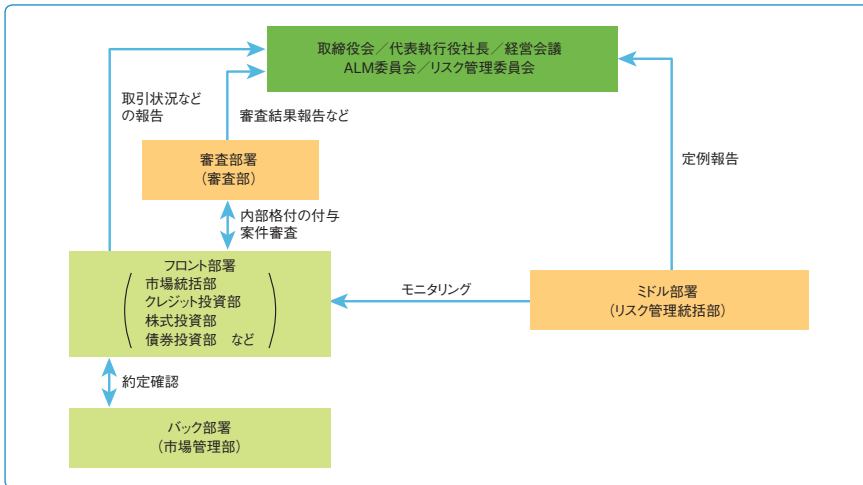 取締役会／代表執行役社長／経営会議
ALM委員会／リスク管理委員会
取引状況など
の報告
審査結果報告など
定例報告
審査部署
（審査部）
内部格付の付与
案件審査
フロント部署
市場統括部
クレジット投資部
株式投資部
債券投資部　など
モニタリング
ミドル部署
（リスク管理統括部）
約定確認
バック部署
（市場管理部）